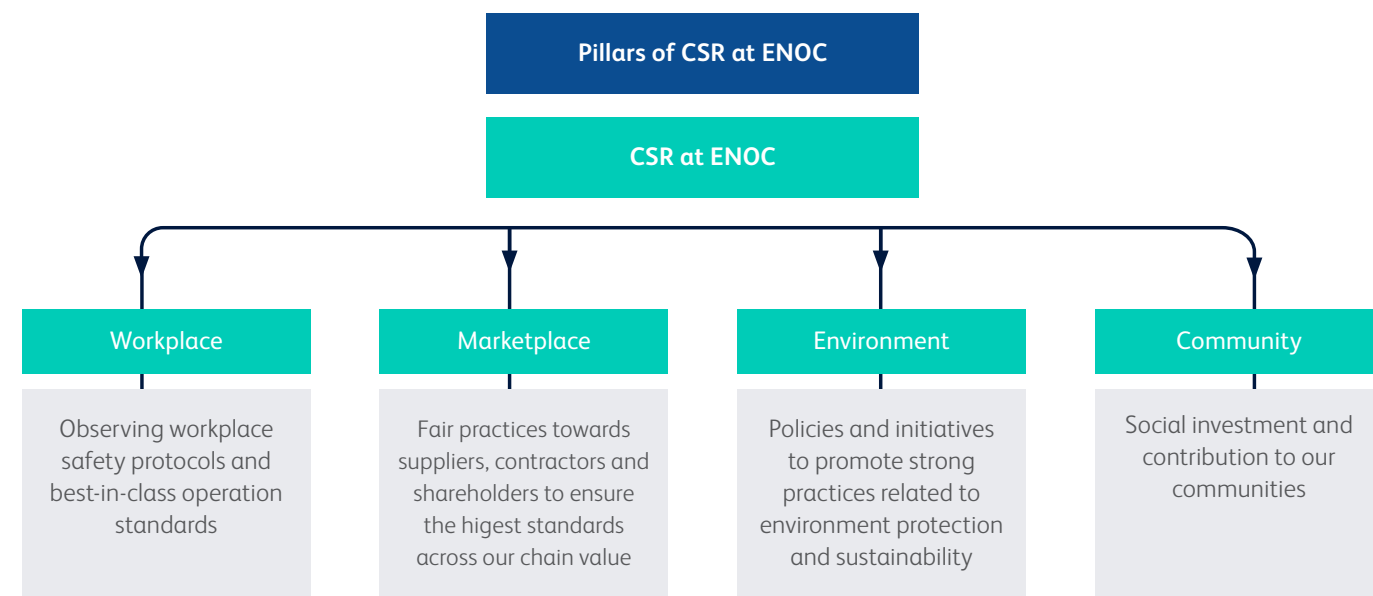 Pillars of CSR at ENOC
CSR at ENOC
Workplace
Observing workplace
safety protocols and
best-in-class operation
standards
Marketplace
Fair practices towards
suppliers, contractors and
shareholders to ensure
the higest standards
across our chain value
Environment
Policies and initiatives
to promote strong
practices related to
environment protection
and sustainability
Community
Social investment and
contribution to our
communities